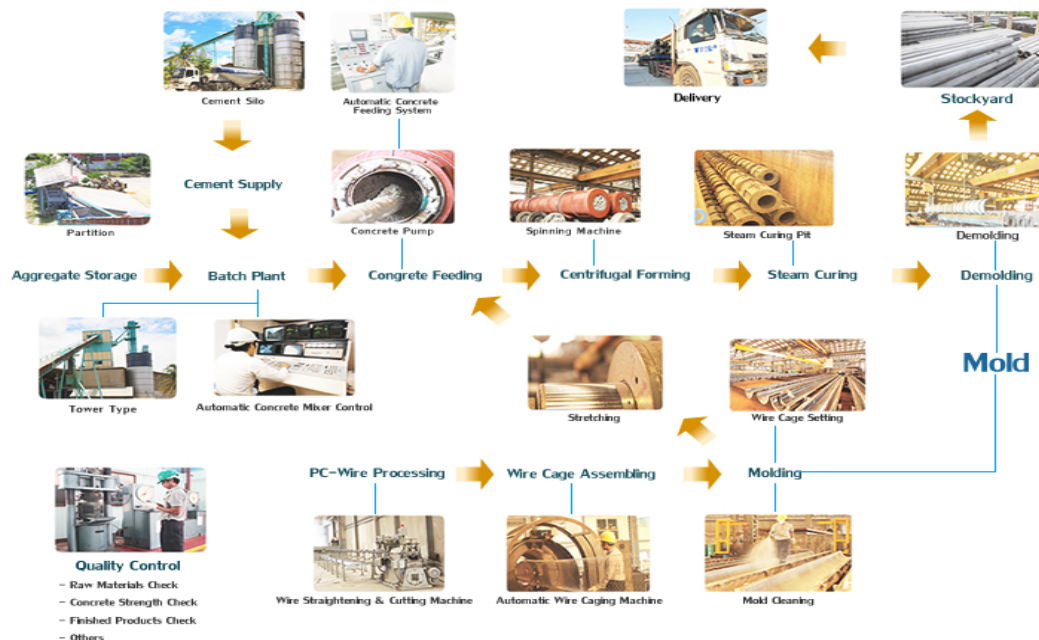 Cement Silo
Automatic Concrete
Feeding System
Delivery
Stockyard
Cement Supply
Partition
Concrete Pump
Spinning Machine
Steam Curing Pit
Demolding
Aggregate Storage
Batch Plant
Congrete Feeding
Centrifugal Forming
Steam Curing
Demolding
Mold
Tower Type
Automatic Concrete Mixer Control
Stretching
Wire Cage Setting
PC-Wire Processing
Wire Cage Assembling
Molding
Quality Control
- Raw Materials Check
- Concrete Strength Check
- Finished Products Check
- Others
Wire Straightening & Cutting Machine
Automatic Wire Caging Machine
Mold Cleaning